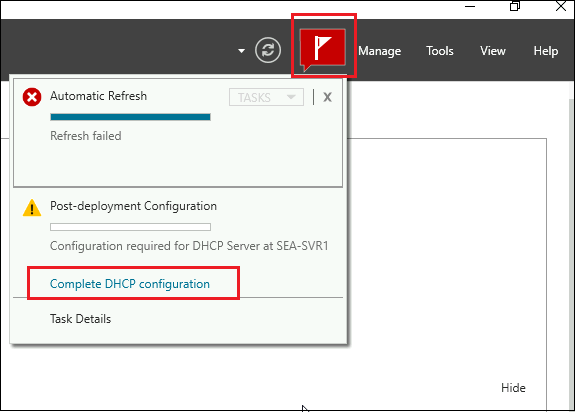 Manage Tools View Help
Automatic Refresh TASKS X
Refresh failed
Post-deployment Configuration
Configuration required for DHCP Server at SEA-SVR1
Complete DHCP configuration
Task Details
Hide